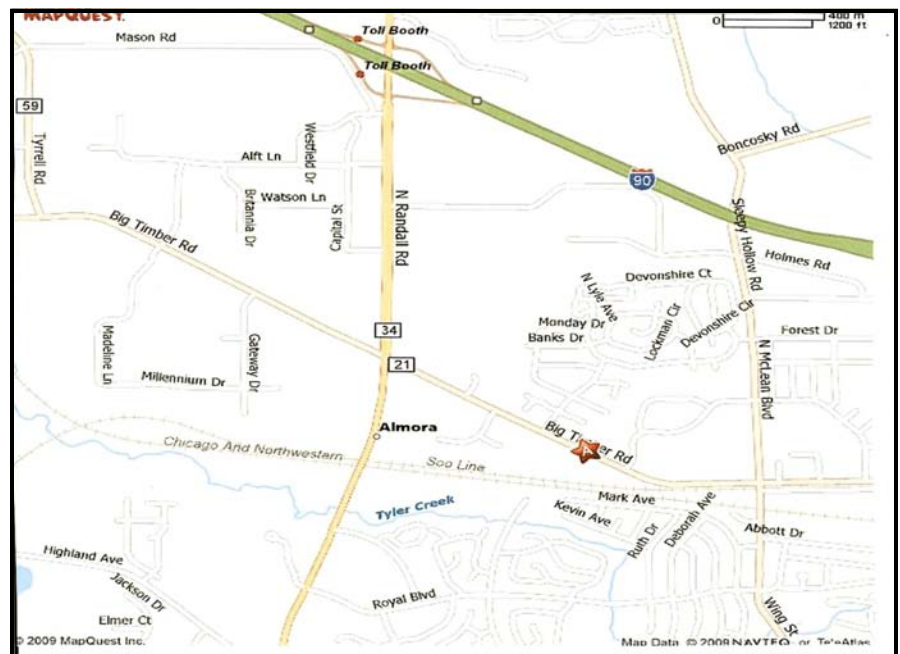 MAPQUEST.
400 m
1200 ft
0
Toll Booth
Mason Rd
Toll Booth
59
Tyrrell Rd
Westfield Dr
Boncosky Rd
Alft Ln
90
Watson Ln
Britannia Dr
Capital St
N Randall Rd
Sleepy Hollow Rd
Big Timber Rd
Holmes Rd
Devonshire Ct
N Lyle Ave
Lockman Cir
Devonshire Cir
Monday Dr
Banks Dr
Forest Dr
34
21
Madeline Ln
Gateway Dr
N McLean Blvd
Millennium Dr
Almora
Big Timber Rd
Chicago And Northwestern
Soo Line
Mark Ave
Tyler Creek
Kevin Ave
Ruth Dr
Deborah Ave
Abbott Dr
Highland Ave
Jackson Dr
Royal Blvd
Elmer Ct
Wing St
© 2009 MapQuest Inc.
Map Data © 2009 NAVTEQ or TeleAtlas